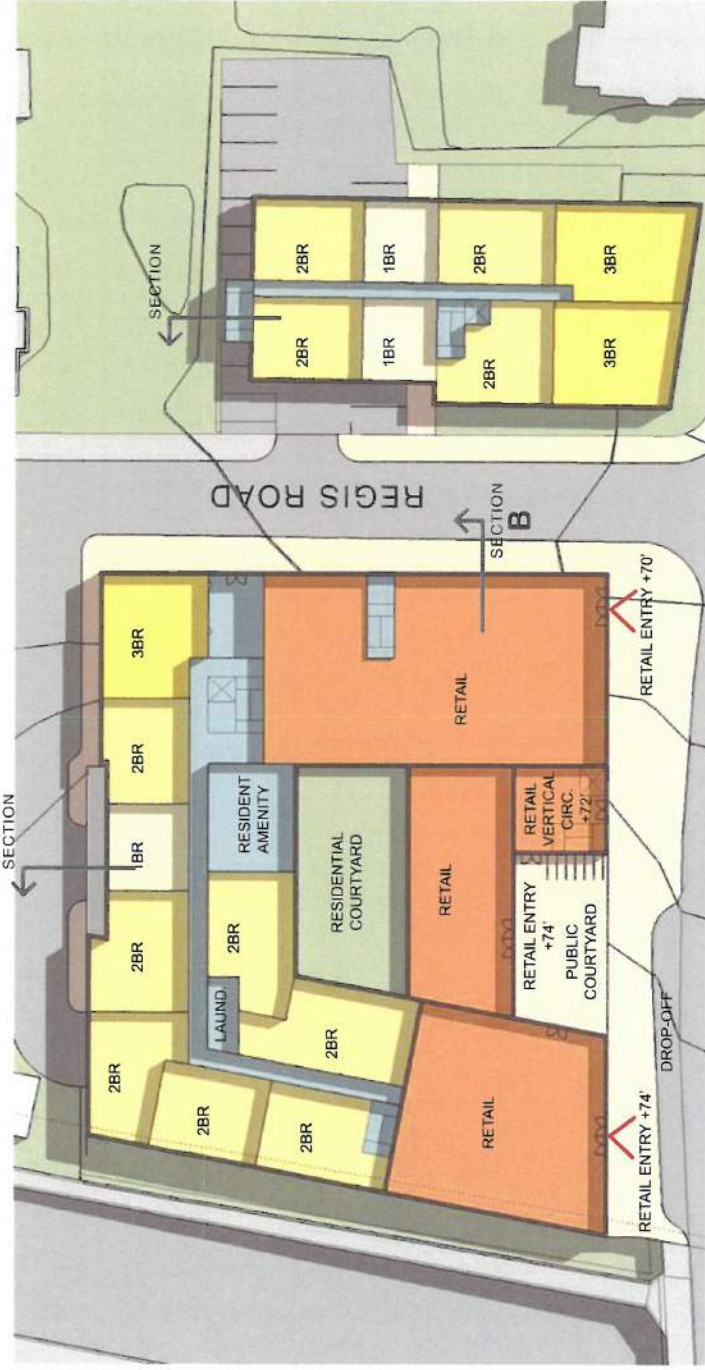 SECTION
SECTION
2BR
2BR
2BR
1BR
2BR
3BR
2BR
2BR
1BR
1BR
2BR
2BR
3BR
3BR
2BR
2BR
LAUND.
2BR
2BR
RESIDENT
AMENITY
RESIDENTIAL
COURTYARD
REGIS ROAD
RETAIL
RETAIL
RETAIL
RETAIL
VERTICAL
CIRC.
+72'
RETAIL ENTRY
+74'
PUBLIC
COURTYARD
SECTION
B
DROP-OFF
RETAIL ENTRY +74'
RETAIL ENTRY +70'